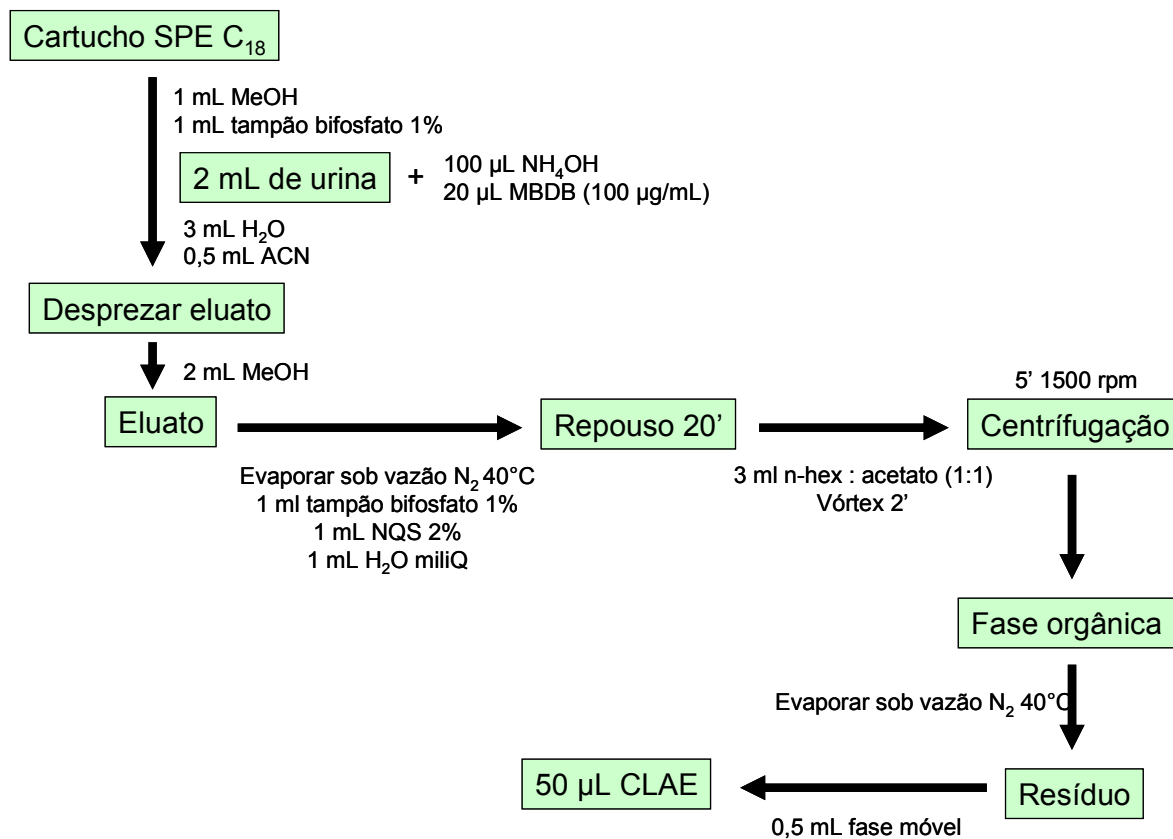 Cartucho SPE C₁₈
1 mL MeOH
1 mL tampão bifosfato 1%
2 mL de urina
+
100 µL NH₄OH
20 µL MBDB (100 µg/mL)
3 mL H₂O
0,5 mL ACN
Desprezar eluato
2 mL MeOH
Eluato
Evaporar sob vazão N₂ 40°C
1 ml tampão bifosfato 1%
1 mL NQS 2%
1 mL H₂O miliQ
Repouso 20’
3 ml n-hex : acetato (1:1)
Vórtex 2’
5’ 1500 rpm
Centrífugação
Fase orgânica
Evaporar sob vazão N₂ 40°C
Resíduo
0,5 mL fase móvel
50 µL CLAE